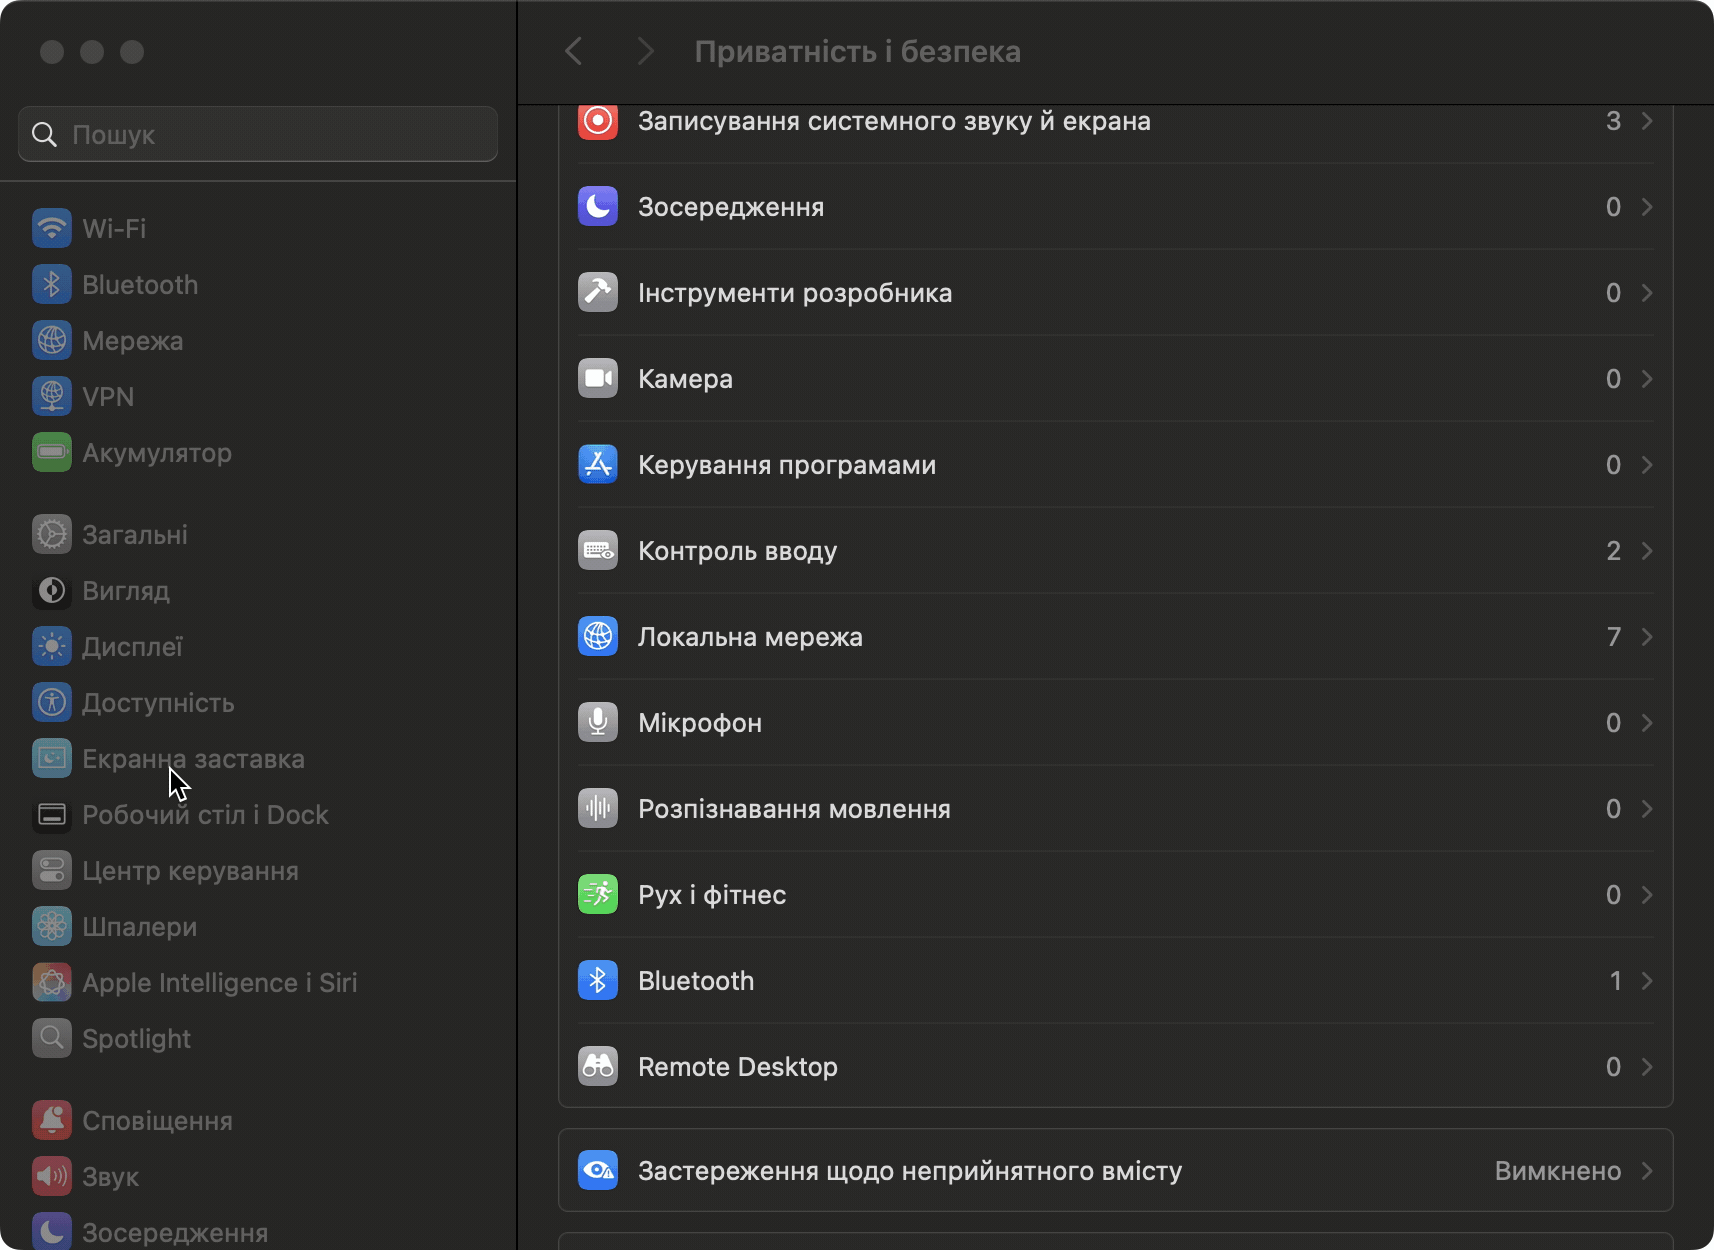 Пошук
Wi-Fi
Bluetooth
Мережа
VPN
Акумулятор
Загальні
Вигляд
Дисплеї
Доступність
Екранна заставка
Робочий стіл і Dock
Центр керування
Шпалери
Apple Intelligence і Siri
Spotlight
Сповіщення
Звук
Зосередження
Приватність і безпека
Записування системного звуку й екрана 3
Зосередження 0
Інструменти розробника 0
Камера 0
Керування програмами 0
Контроль вводу 2
Локальна мережа 7
Мікрофон 0
Розпізнавання мовлення 0
Рух і фітнес 0
Bluetooth 1
Remote Desktop 0
Застереження щодо неприйнятного вмісту Вимкнено